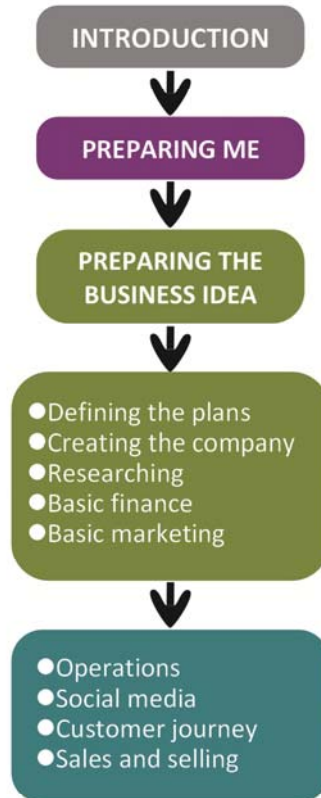 INTRODUCTION
PREPARING ME
PREPARING THE
BUSINESS IDEA
●Defining the plans
●Creating the company
●Researching
●Basic finance
●Basic marketing
●Operations
●Social media
●Customer journey
●Sales and selling